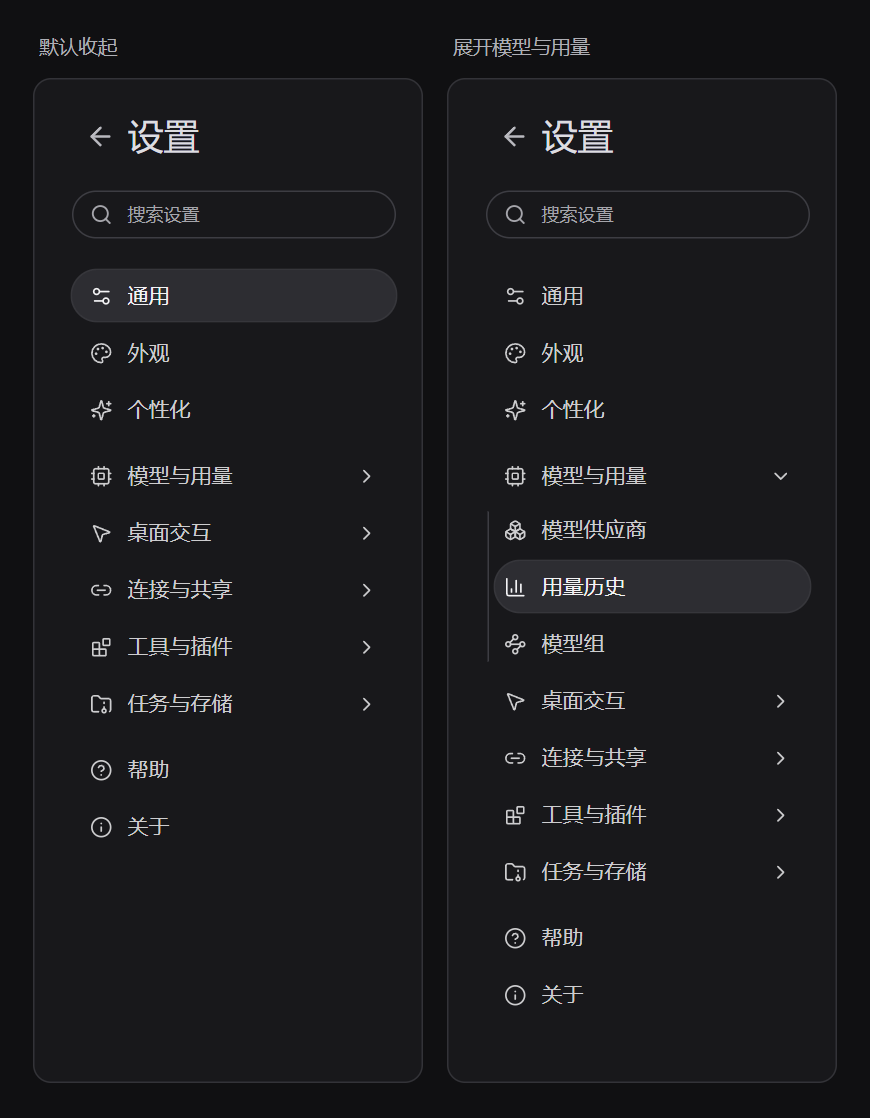 默认收起
设置
搜索设置
通用
外观
个性化
模型与用量
桌面交互
连接与共享
工具与插件
任务与存储
帮助
关于
展开模型与用量
设置
搜索设置
通用
外观
个性化
模型与用量
模型供应商
用量历史
模型组
桌面交互
连接与共享
工具与插件
任务与存储
帮助
关于